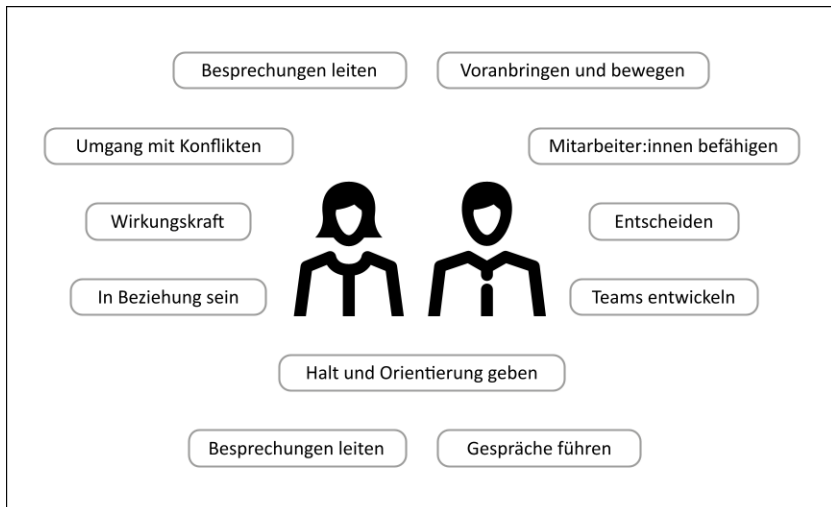 Besprechungen leiten
Voranbringen und bewegen
Umgang mit Konflikten
Mitarbeiter:innen befähigen
Wirkungskraft
Entscheiden
In Beziehung sein
Teams entwickeln
Halt und Orientierung geben
Besprechungen leiten
Gespräche führen